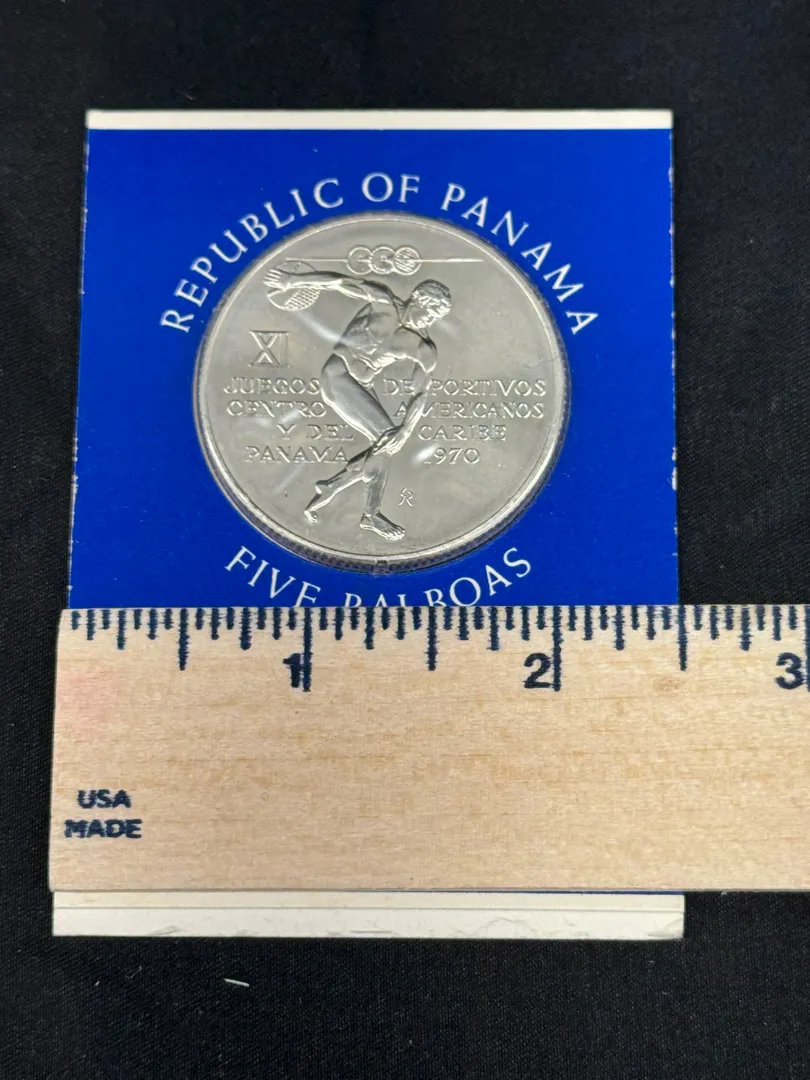 REPUBLIC OF PANAMA
XI
JUEGOS DEPORTIVOS
CENTRO AMERICANOS
Y DEL CARIBE
PANAMA 1970
FIVE BALBOAS
1 2 3
USA
MADE